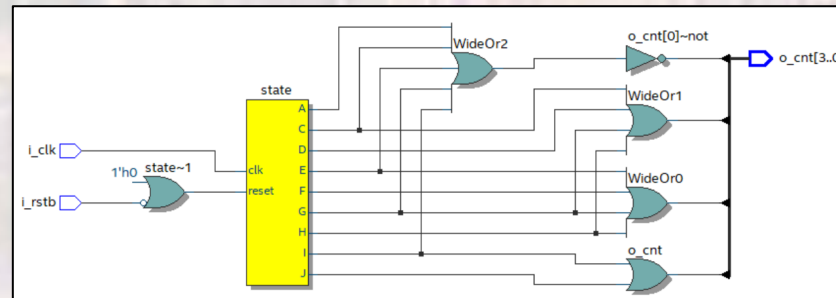 o_cnt[0]~not
WideOr2
o_cnt[3..0
state
WideOr1
A
C
D
i_clk
clk
E
WideOr0
1'h0
state~1
reset
F
i_rstb
G
H
I
o_cnt
J